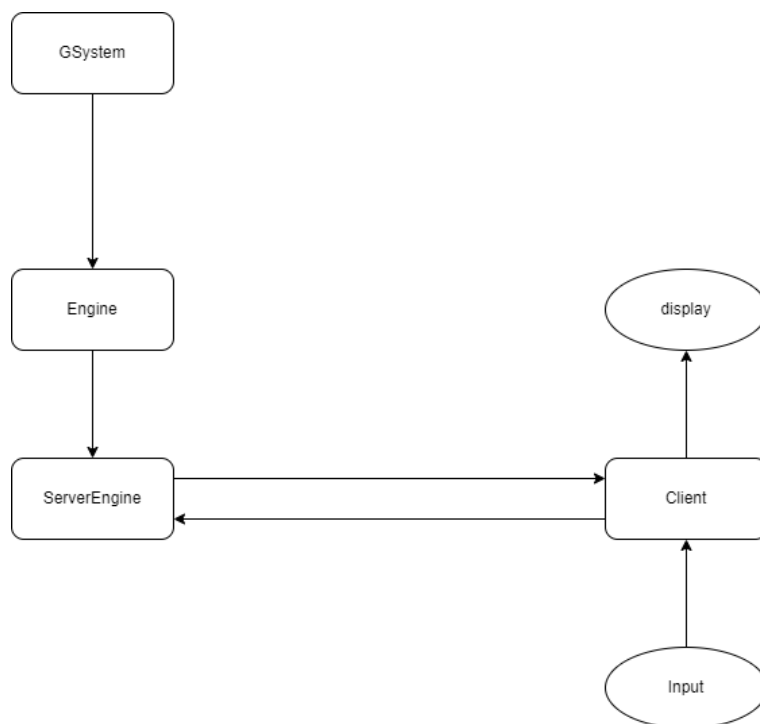 GSystem
Engine
display
ServerEngine
Client
Input